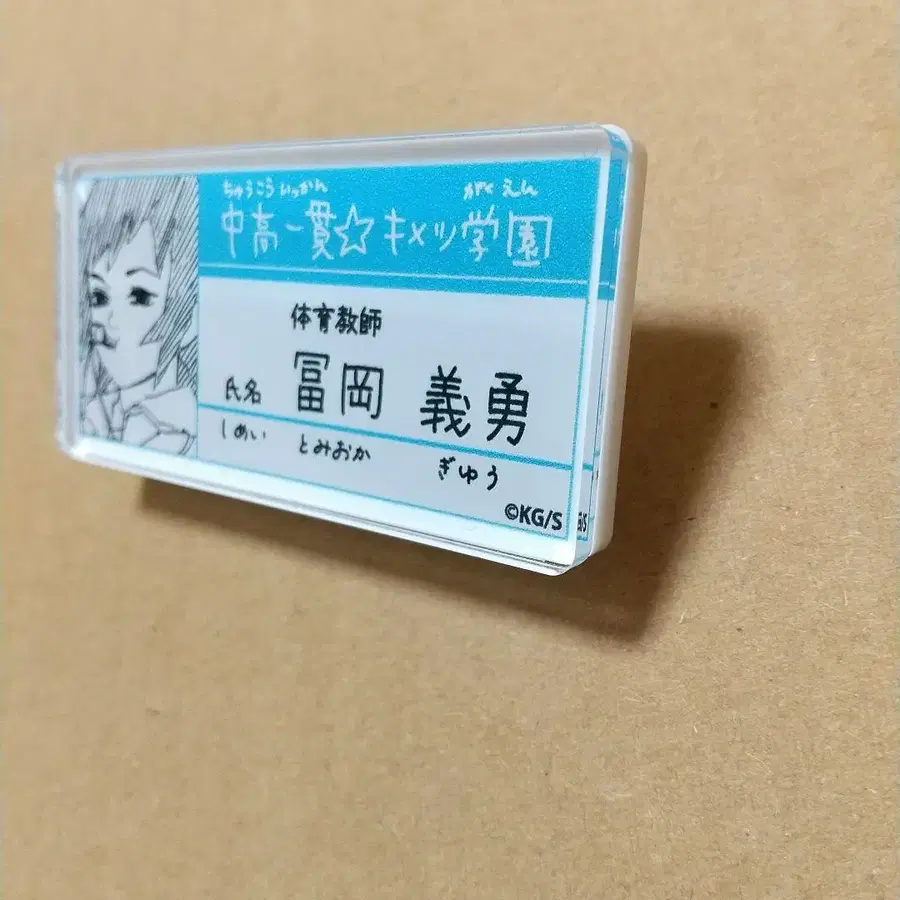 ちゅうこういっかん がくえん
中高一貫☆キメツ学園
体育教師
氏名 冨岡 義勇
しめい とみおか ぎゆう
©KG/S